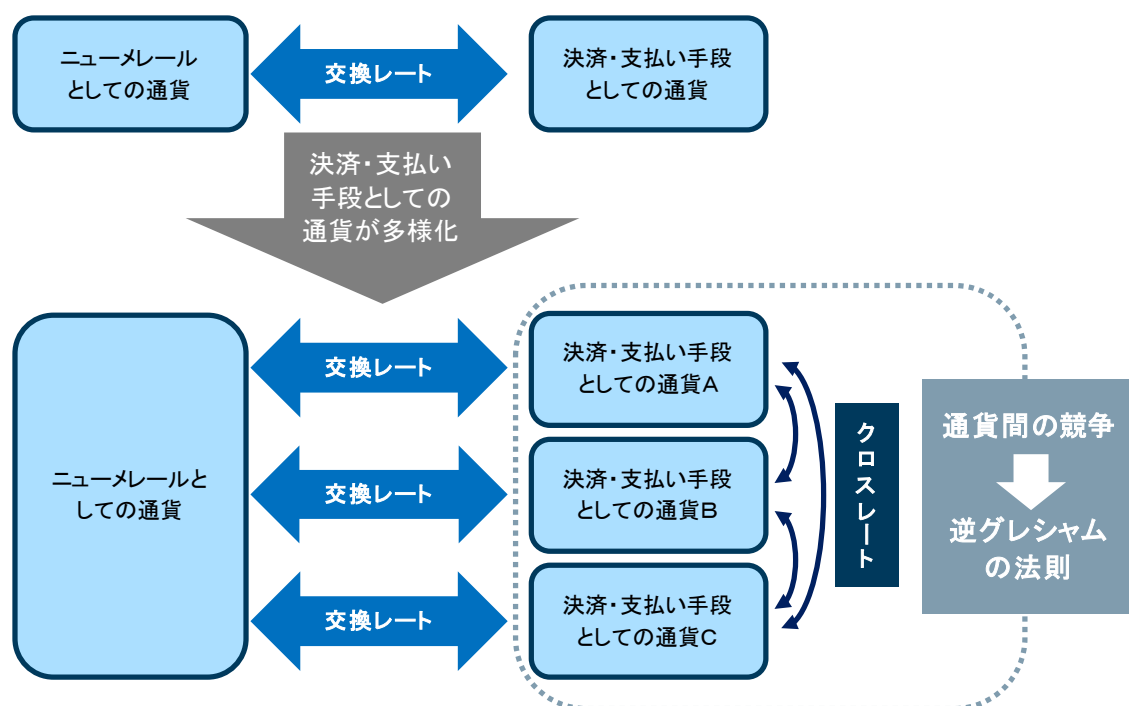 ニューメレール
としての通貨
交換レート
決済・支払い手段
としての通貨
決済・支払い
手段としての
通貨が多様化
ニューメレールと
しての通貨
交換レート
決済・支払い手段
としての通貨A
交換レート
決済・支払い手段
としての通貨B
交換レート
決済・支払い手段
としての通貨C
クロスレート
通貨間の競争
逆グレシャム
の法則